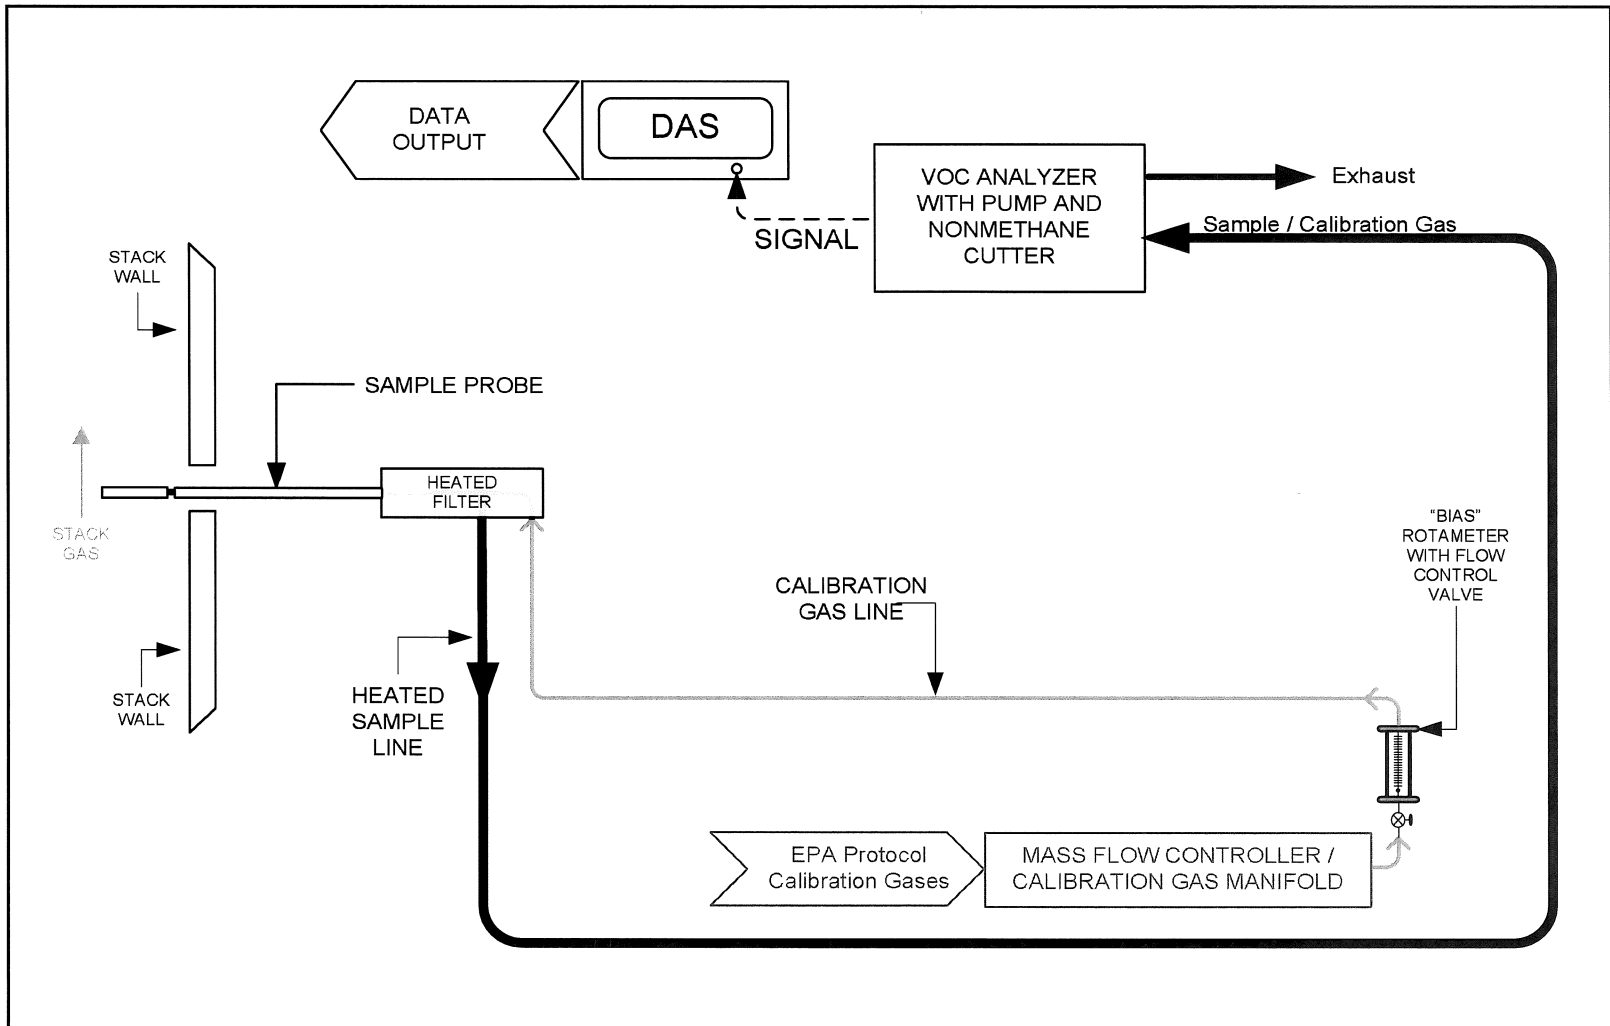 DATA
OUTPUT
DAS
VOC ANALYZER
WITH PUMP AND
NONMETHANE
CUTTER
Exhaust
Sample / Calibration Gas
SIGNAL
STACK
WALL
SAMPLE PROBE
HEATED
FILTER
STACK
GAS
"BIAS"
ROTAMETER
WITH FLOW
CONTROL
VALVE
CALIBRATION
GAS LINE
STACK
WALL
HEATED
SAMPLE
LINE
EPA Protocol
Calibration Gases
MASS FLOW CONTROLLER /
CALIBRATION GAS MANIFOLD